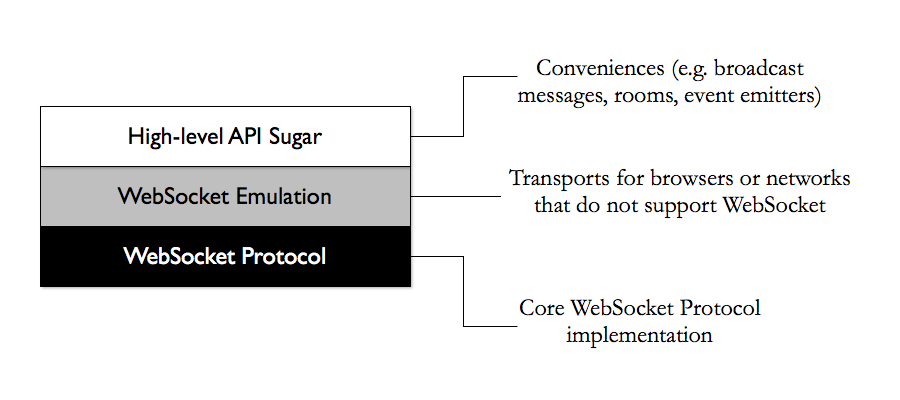 Conveniences (e.g. broadcast
messages, rooms, event emitters)
High-level API Sugar
WebSocket Emulation
Transports for browsers or networks
that do not support WebSocket
WebSocket Protocol
Core WebSocket Protocol
implementation